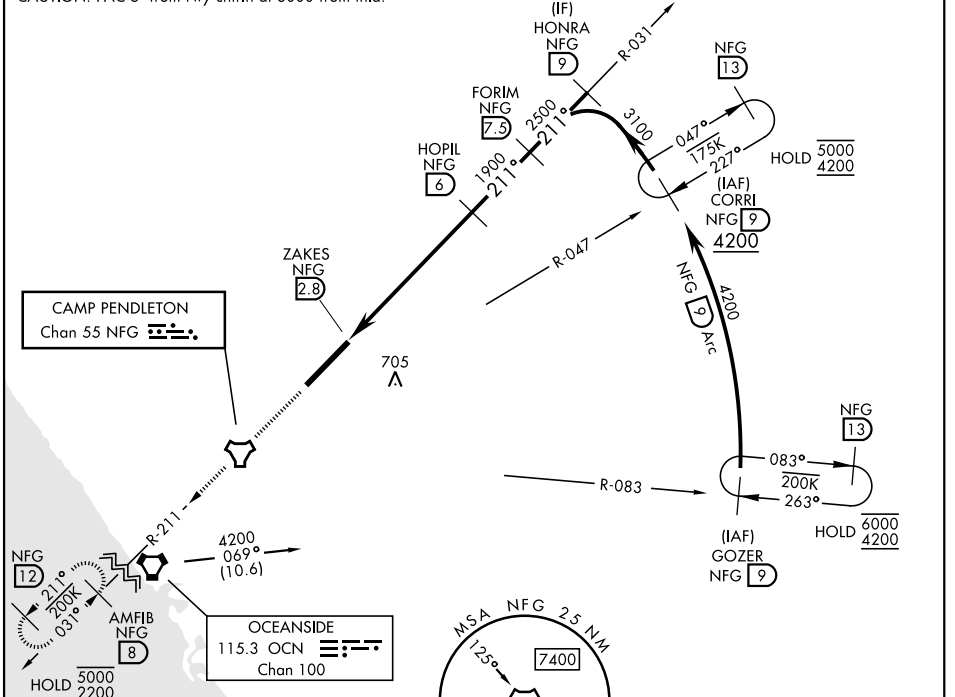 (IF)
HONRA
NFG
9
R-031
NFG
13
FORIM
NFG
7.5
2500
211°
3100
047°
175K
227°
HOLD 5000
4200
HOPIL
NFG
6
1900
211°
(IAF)
CORRI
NFG 9
4200
R-047
ZAKES
NFG
2.8
NFG 9 Arc
4200
CAMP PENDLETON
Chan 55 NFG
705
NFG
13
083°
200K
263°
R-083
HOLD 6000
4200
(IAF)
GOZER
NFG 9
R-211
4200
069°
(10.6)
NFG
12
211°
200K
031°
AMFIB
NFG
8
HOLD 5000
2200
OCEANSIDE
115.3 OCN
Chan 100
MSA NFG 25 NM
125°
7400